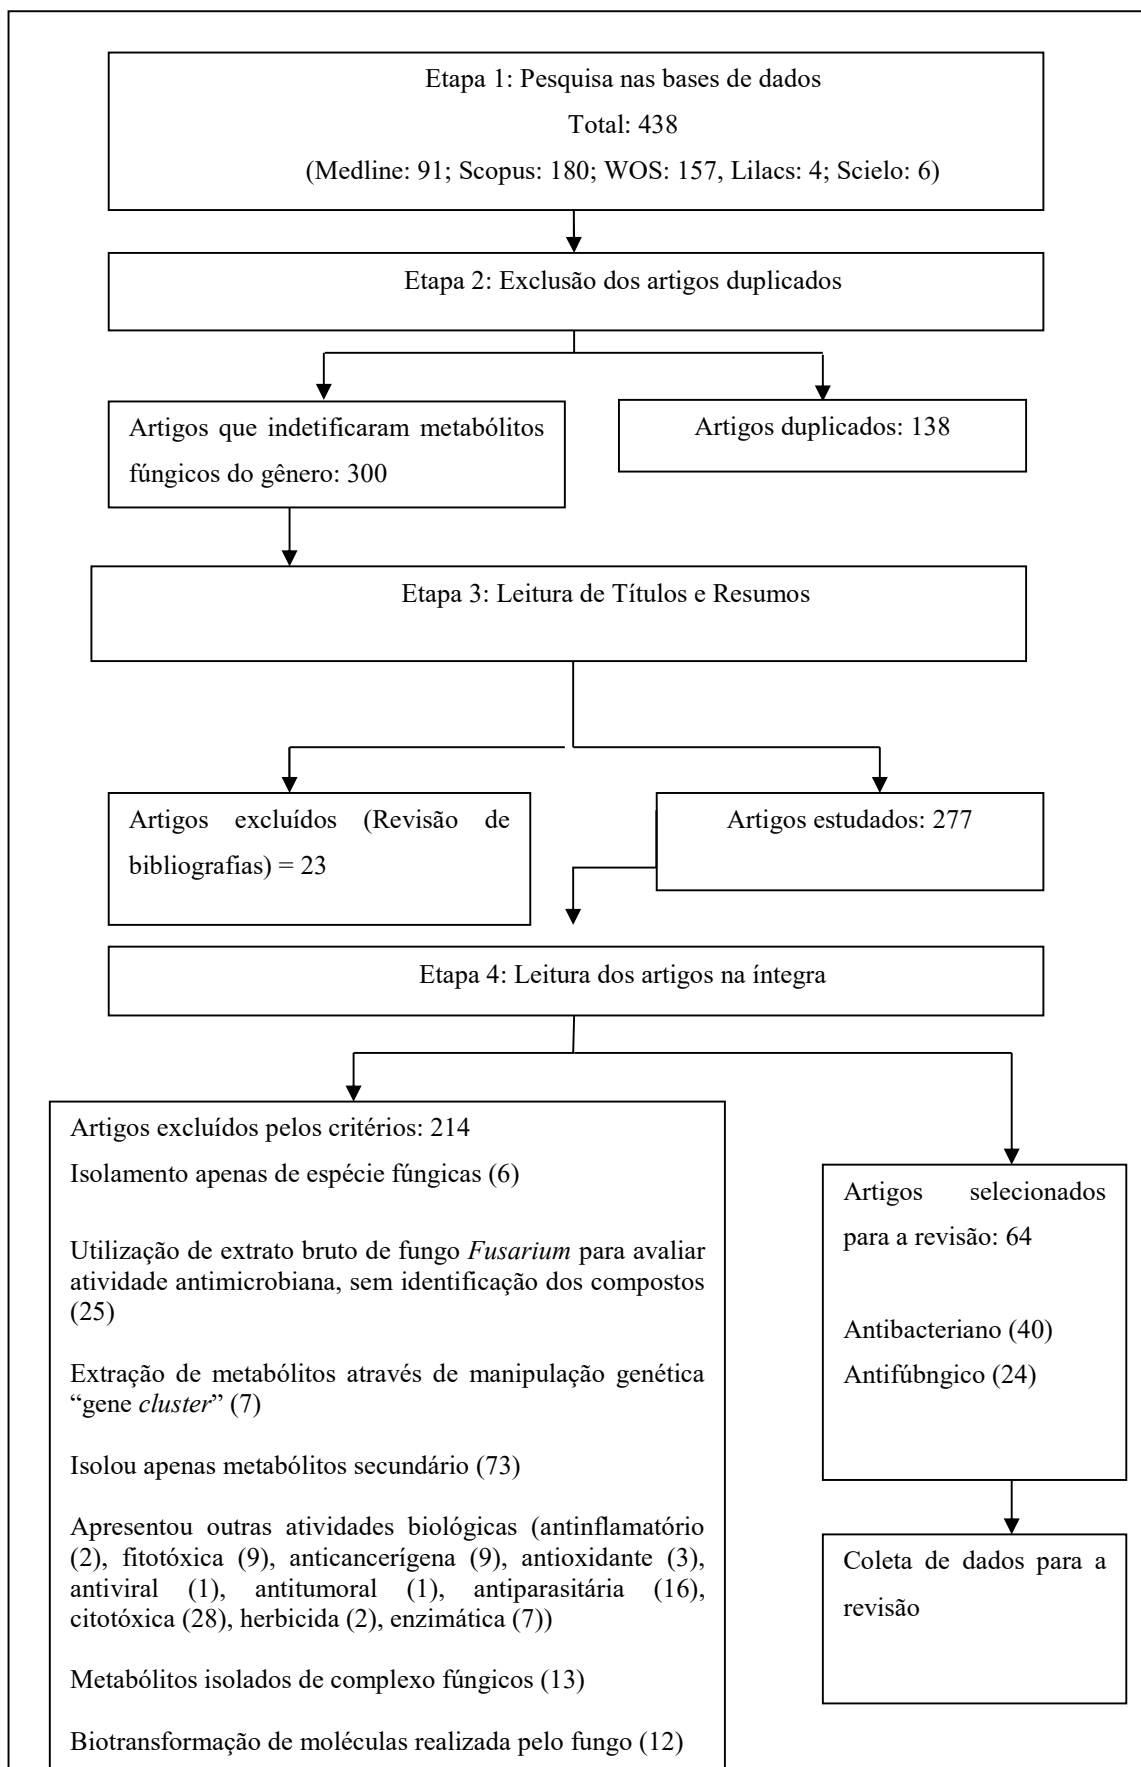 Etapa 1: Pesquisa nas bases de dados
Total: 438
(Medline: 91; Scopus: 180; WOS: 157, Lilacs: 4; Scielo: 6)
Etapa 2: Exclusão dos artigos duplicados
Artigos que indetificaram metabólitos
fúngicos do gênero: 300
Artigos duplicados: 138
Etapa 3: Leitura de Títulos e Resumos
Artigos excluídos (Revisão de
bibliografias) = 23
Artigos estudados: 277
Etapa 4: Leitura dos artigos na íntegra
Artigos excluídos pelos critérios: 214
Isolamento apenas de espécie fúngicas (6)
Utilização de extrato bruto de fungo Fusarium para avaliar
atividade antimicrobiana, sem identificação dos compostos
(25)
Extração de metabólitos através de manipulação genética
“gene cluster” (7)
Isolou apenas metabólitos secundário (73)
Apresentou outras atividades biológicas (antinflamatório
(2), fitotóxica (9), anticancerígena (9), antioxidante (3),
antiviral (1), antitumoral (1), antiparasitária (16),
citotóxica (28), herbicida (2), enzimática (7))
Metabólitos isolados de complexo fúngicos (13)
Biotransformação de moléculas realizada pelo fungo (12)
Artigos selecionados
para a revisão: 64
Antibacteriano (40)
Antifúbngico (24)
Coleta de dados para a
revisão